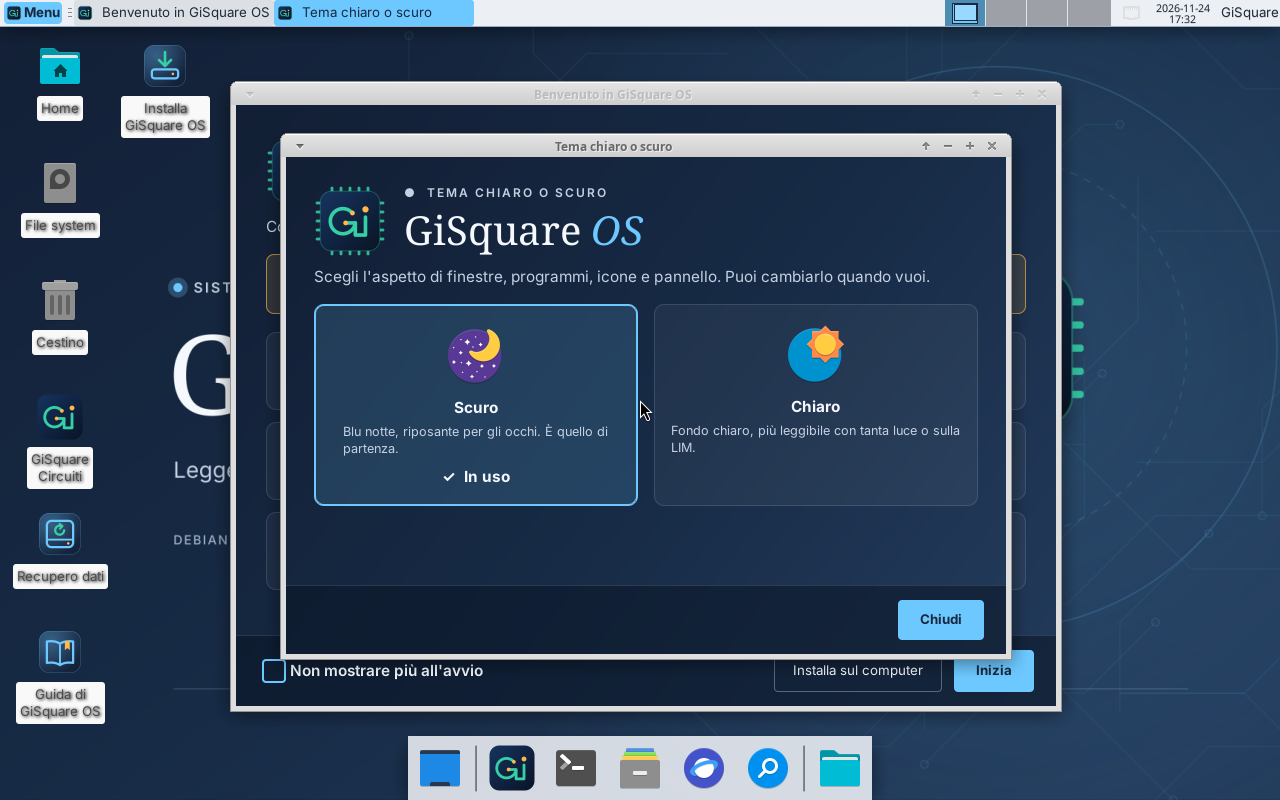 Menu
Benvenuto in GiSquare OS
Tema chiaro o scuro
2026-11-24
17:32
GiSquare
Home
Installa
GiSquare OS
File system
Cestino
GiSquare
Circuiti
Recupero dati
Guida di
GiSquare OS
Benvenuto in GiSquare OS
Tema chiaro o scuro
TEMA CHIARO O SCURO
Gi
GiSquare OS
Scegli l'aspetto di finestre, programmi, icone e pannello. Puoi cambiarlo quando vuoi.
Scuro
Blu notte, riposante per gli occhi. È quello di
partenza.
In uso
Chiaro
Fondo chiaro, più leggibile con tanta luce o sulla
LIM.
Chiudi
Non mostrare più all'avvio
Installa sul computer
Inizia
DEBIAN